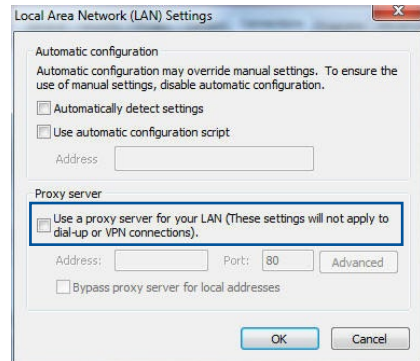 Local Area Network (LAN) Settings
Automatic configuration
Automatic configuration may override manual settings. To ensure the
use of manual settings, disable automatic configuration.
Automatically detect settings
Use automatic configuration script
Address
Proxy server
Use a proxy server for your LAN (These settings will not apply to
dial-up or VPN connections).
Address: Port: 80 Advanced
Bypass proxy server for local addresses
OK Cancel